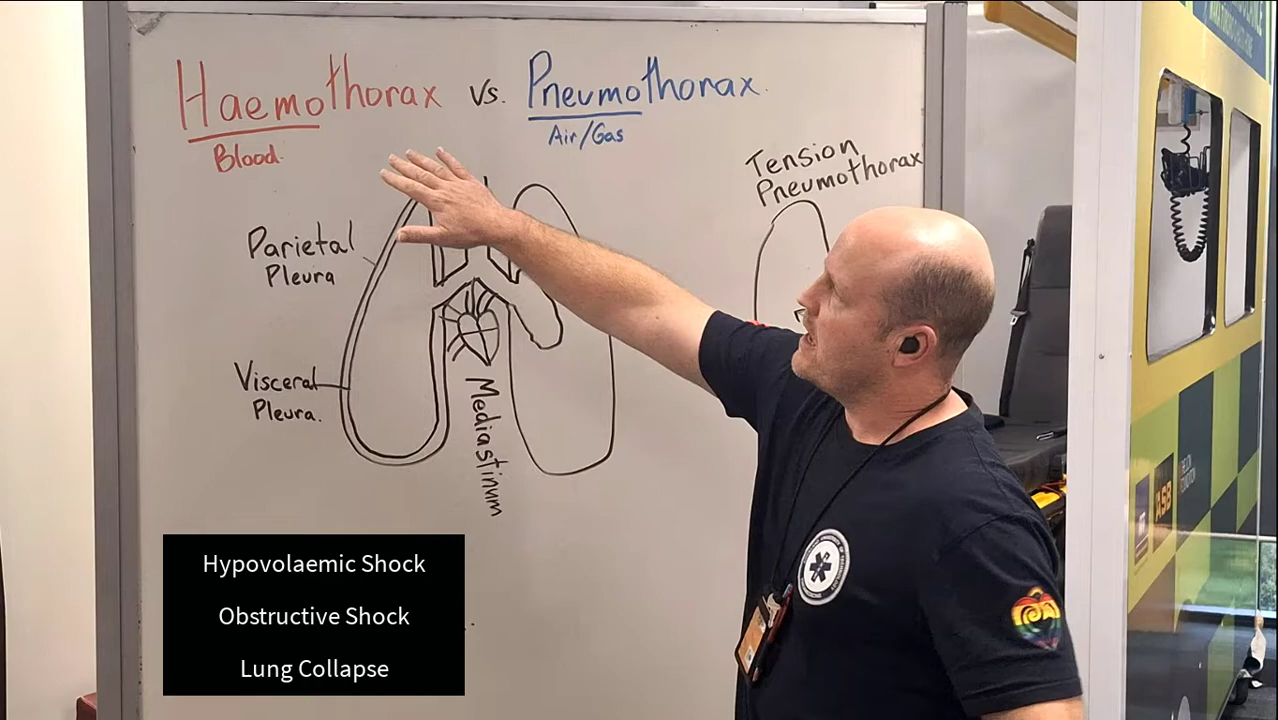 Haemothorax vs. Pneumothorax.
Blood.
Air/Gas
Tension
Pneumothorax
Parietal
Pleura
Visceral
Pleura.
Mediastinum
Hypovolaemic Shock
Obstructive Shock
Lung Collapse
ASB